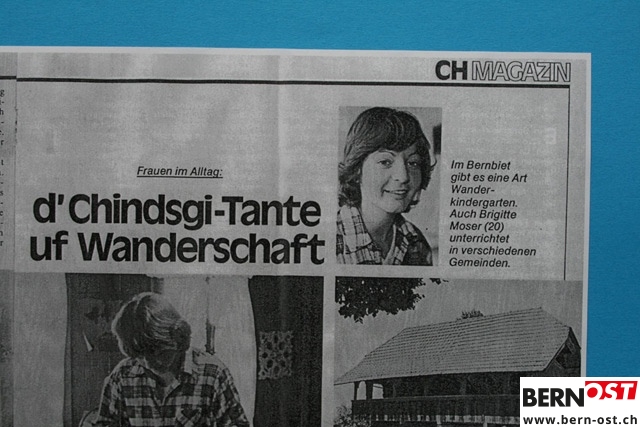 CH MAGAZIN
Frauen im Alltag:
d'Chindsgi-Tante
uf Wanderschaft
Im Bernbiet
gibt es eine Art
Wander-
kindergarten.
Auch Brigitte
Moser (20)
unterrichtet
in verschiedenen
Gemeinden.
BERNOST
www.bern-ost.ch